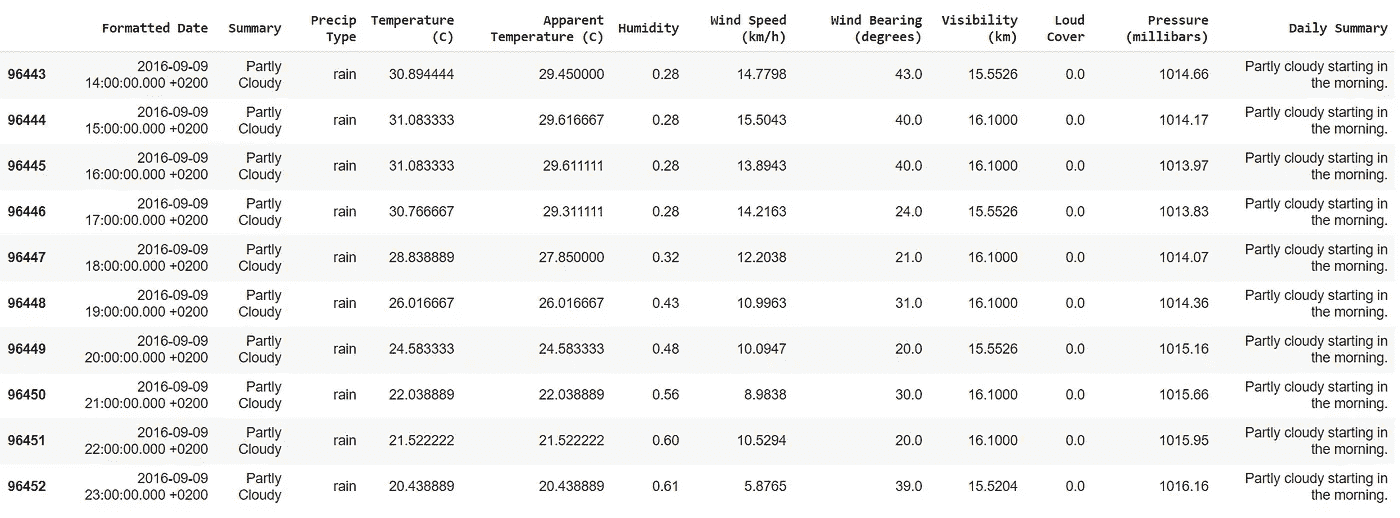 Formatted Date Summary Precip Type Temperature (C) Apparent Temperature (C) Humidity Wind Speed (km/h) Wind Bearing (degrees) Visibility (km) Loud Cover Pressure (millibars) Daily Summary
96443 2016-09-09 14:00:00.000 +0200 Partly Cloudy rain 30.894444 29.450000 0.28 14.7798 43.0 15.5526 0.0 1014.66 Partly cloudy starting in the morning.
96444 2016-09-09 15:00:00.000 +0200 Partly Cloudy rain 31.083333 29.616667 0.28 15.5043 40.0 16.1000 0.0 1014.17 Partly cloudy starting in the morning.
96445 2016-09-09 16:00:00.000 +0200 Partly Cloudy rain 31.083333 29.611111 0.28 13.8943 40.0 16.1000 0.0 1013.97 Partly cloudy starting in the morning.
96446 2016-09-09 17:00:00.000 +0200 Partly Cloudy rain 30.766667 29.311111 0.28 14.2163 24.0 15.5526 0.0 1013.83 Partly cloudy starting in the morning.
96447 2016-09-09 18:00:00.000 +0200 Partly Cloudy rain 28.838889 27.850000 0.32 12.2038 21.0 16.1000 0.0 1014.07 Partly cloudy starting in the morning.
96448 2016-09-09 19:00:00.000 +0200 Partly Cloudy rain 26.016667 26.016667 0.43 10.9963 31.0 16.1000 0.0 1014.36 Partly cloudy starting in the morning.
96449 2016-09-09 20:00:00.000 +0200 Partly Cloudy rain 24.583333 24.583333 0.48 10.0947 20.0 15.5526 0.0 1015.16 Partly cloudy starting in the morning.
96450 2016-09-09 21:00:00.000 +0200 Partly Cloudy rain 22.038889 22.038889 0.56 8.9838 30.0 16.1000 0.0 1015.66 Partly cloudy starting in the morning.
96451 2016-09-09 22:00:00.000 +0200 Partly Cloudy rain 21.522222 21.522222 0.60 10.5294 20.0 16.1000 0.0 1015.95 Partly cloudy starting in the morning.
96452 2016-09-09 23:00:00.000 +0200 Partly Cloudy rain 20.438889 20.438889 0.61 5.8765 39.0 15.5204 0.0 1016.16 Partly cloudy starting in the morning.